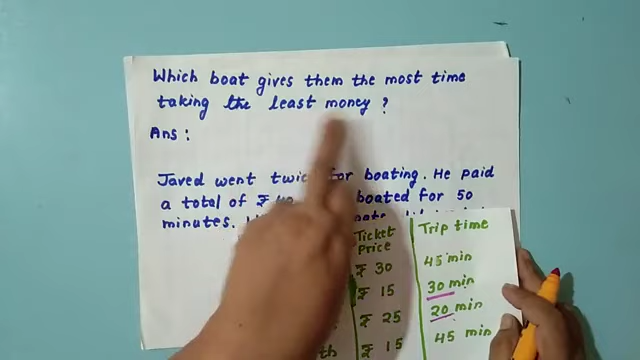 Which boat gives them the most time
taking the least money ?
Ans :
Javed went for boating. He paid
a total of ₹ boated for 50
minutes.
Ticket Price Trip time
₹ 30 45 min
₹ 15 30 min
₹ 25 20 min
₹ 15 45 min